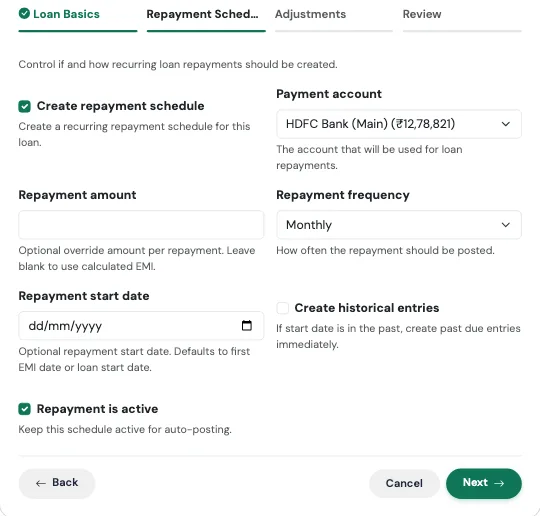 Loan Basics
Repayment Sched...
Adjustments
Review
Control if and how recurring loan repayments should be created.
Create repayment schedule
Create a recurring repayment schedule for this
loan.
Payment account
HDFC Bank (Main) (₹12,78,821)
The account that will be used for loan
repayments.
Repayment amount
Optional override amount per repayment. Leave
blank to use calculated EMI.
Repayment frequency
Monthly
How often the repayment should be posted.
Repayment start date
dd/mm/yyyy
Optional repayment start date. Defaults to first
EMI date or loan start date.
Create historical entries
If start date is in the past, create past due entries
immediately.
Repayment is active
Keep this schedule active for auto-posting.
← Back
Cancel
Next →